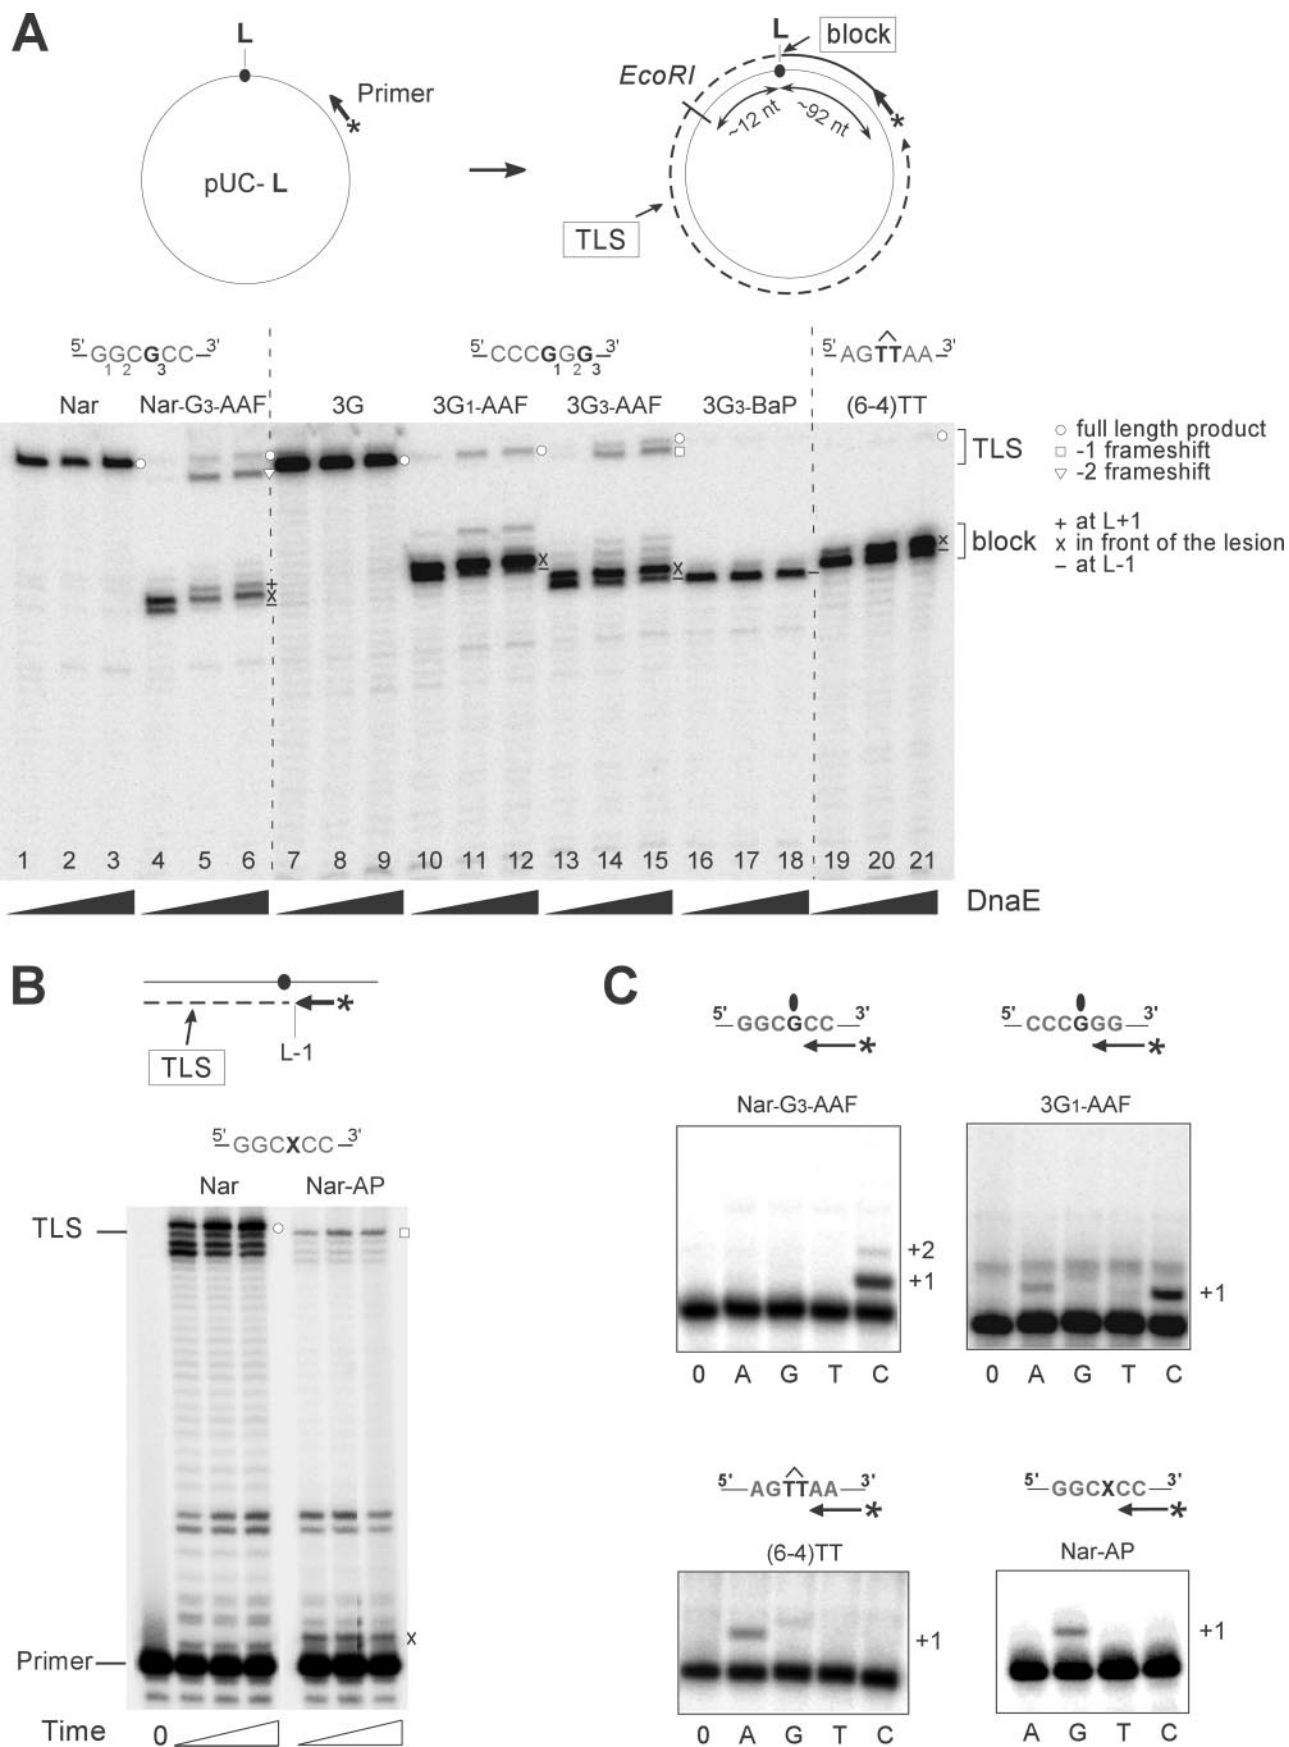 A
L
Primer
*
pUC- L
L
block
EcoRI
~12 nt
~92 nt
*
TLS
5' GGCGCC 3'
1 2 3
5' CCCGGG 3'
1 2 3
5' AGTTAA 3'
Nar
Nar-G3-AAF
3G
3G1-AAF
3G3-AAF
3G3-BaP
(6-4)TT
TLS
○ full length product
□ -1 frameshift
▽ -2 frameshift
block
+ at L+1
x in front of the lesion
– at L-1
+
x
–
x
–
x
–
–
x
–
1 2 3 4 5 6 7 8 9 10 11 12 13 14 15 16 17 18 19 20 21
DnaE
B
*
TLS
L-1
5' GGCXCC 3'
Nar
Nar-AP
TLS
x
Primer
Time
0
C
5' GGCGCC 3'
*
Nar-G3-AAF
+2
+1
0 A G T C
5' CCCGGG 3'
*
3G1-AAF
+1
0 A G T C
5' AGTTAA 3'
*
(6-4)TT
+1
0 A G T C
5' GGCXCC 3'
*
Nar-AP
+1
A G T C